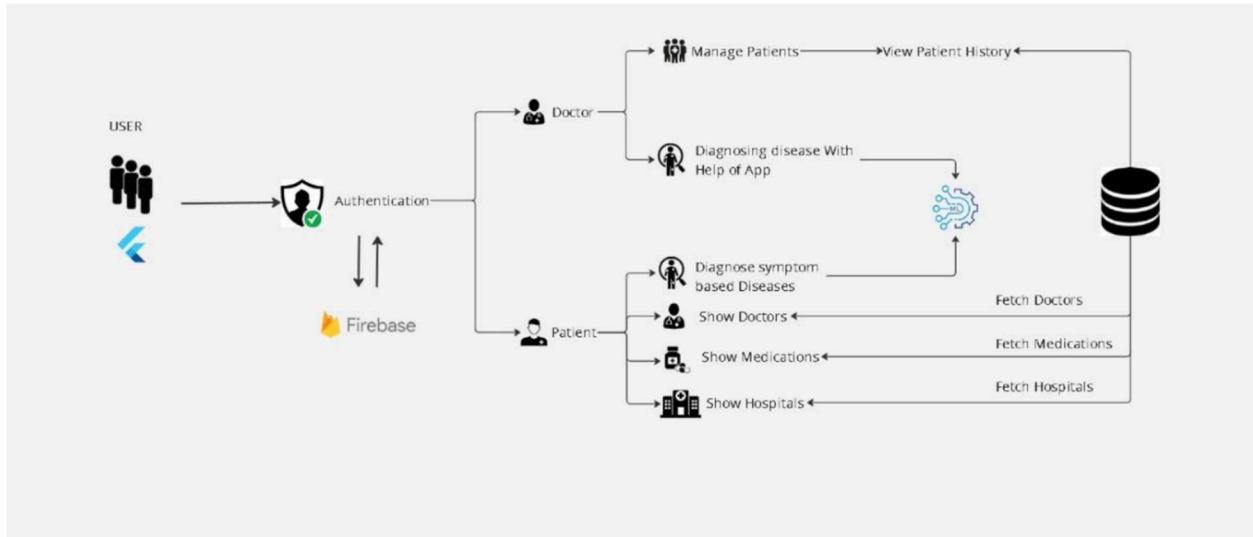 Manage Patients
View Patient History
Doctor
USER
Diagnosing disease With
Help of App
Authentication
ML
Diagnose symptom
based Diseases
Fetch Doctors
Show Doctors
Firebase
Patient
Fetch Medications
Show Medications
Fetch Hospitals
Show Hospitals